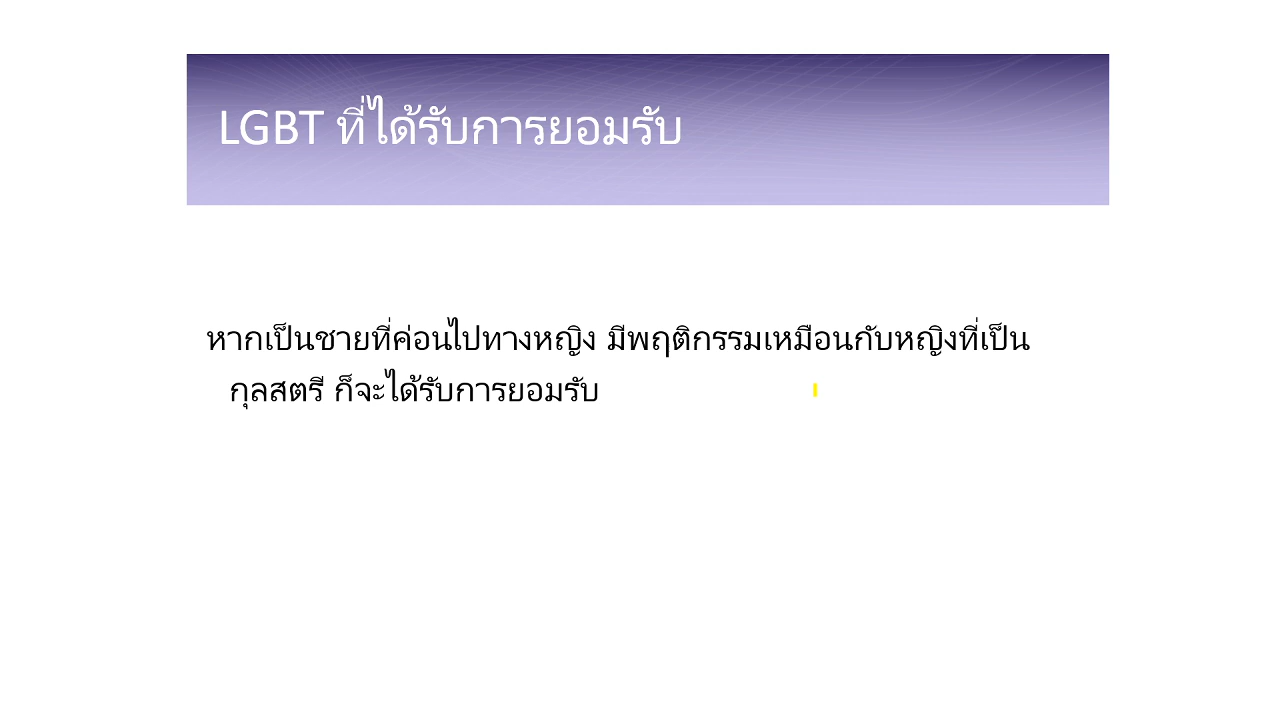 LGBT ที่ได้รับการยอมรับ
หากเป็นชายที่ค่อนไปทางหญิง มีพฤติกรรมเหมือนกับหญิงที่เป็น
กุลสตรี ก็จะได้รับการยอมรับ